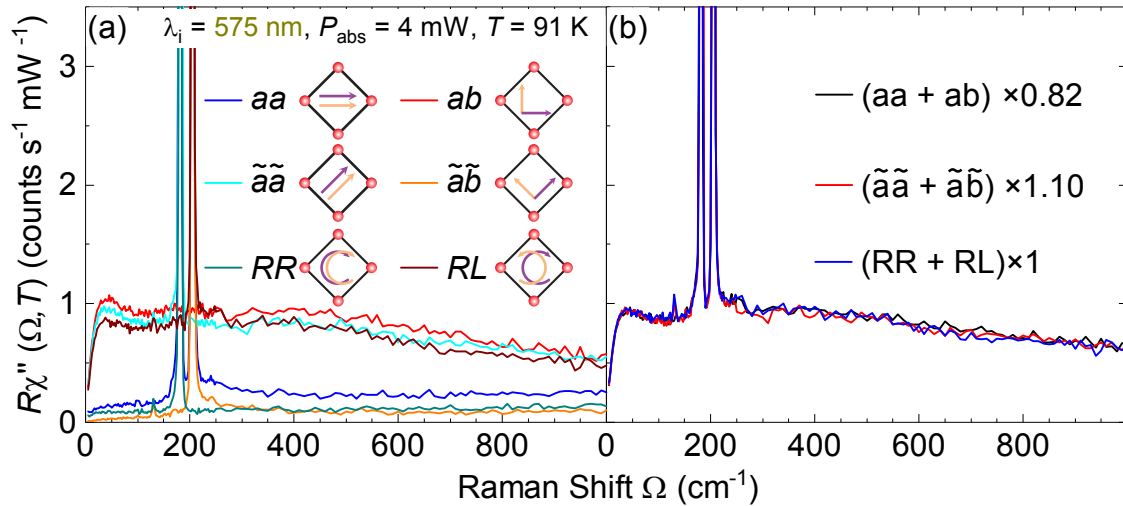 (a) λi = 575 nm, Pabs = 4 mW, T = 91 K
(b)
aa
ab
ãã
ãb̃
RR
RL
(aa + ab) ×0.82
(ãã + ãb̃) ×1.10
(RR + RL)×1
Rχ'' (Ω, T) (counts s⁻¹ mW⁻¹)
3
2
1
0
0 200 400 600 800 0 200 400 600 800
Raman Shift Ω (cm⁻¹)